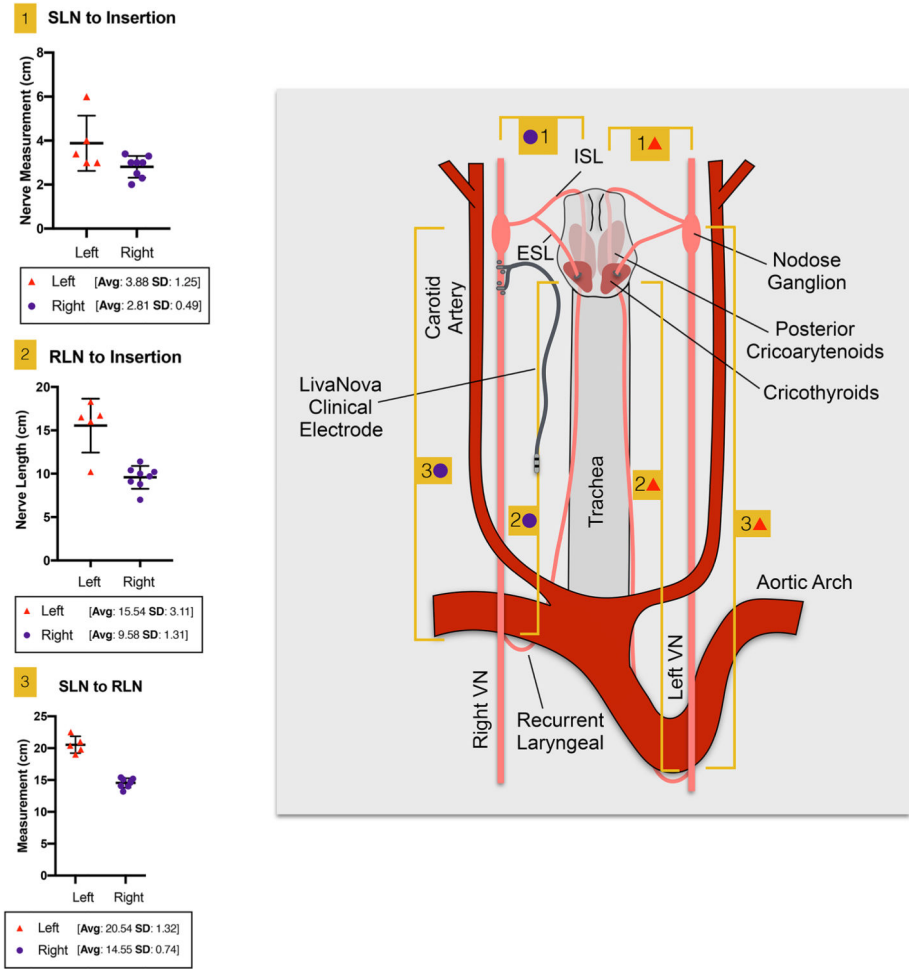 1 SLN to Insertion
Nerve Measurement (cm)
8
6
4
2
0
Left Right
Left [Avg: 3.88 SD: 1.25]
Right [Avg: 2.81 SD: 0.49]
2 RLN to Insertion
Nerve Length (cm)
20
15
10
5
0
Left Right
Left [Avg: 15.54 SD: 3.11]
Right [Avg: 9.58 SD: 1.31]
3 SLN to RLN
Measurement (cm)
25
20
15
10
5
0
Left Right
Left [Avg: 20.54 SD: 1.32]
Right [Avg: 14.55 SD: 0.74]
1
1
ISL
ESL
Carotid
Artery
Nodose
Ganglion
Posterior
Cricoarytenoids
Cricothyroids
LivaNova
Clinical
Electrode
3
2
2
3
Trachea
Aortic Arch
Right VN
Left VN
Recurrent
Laryngeal